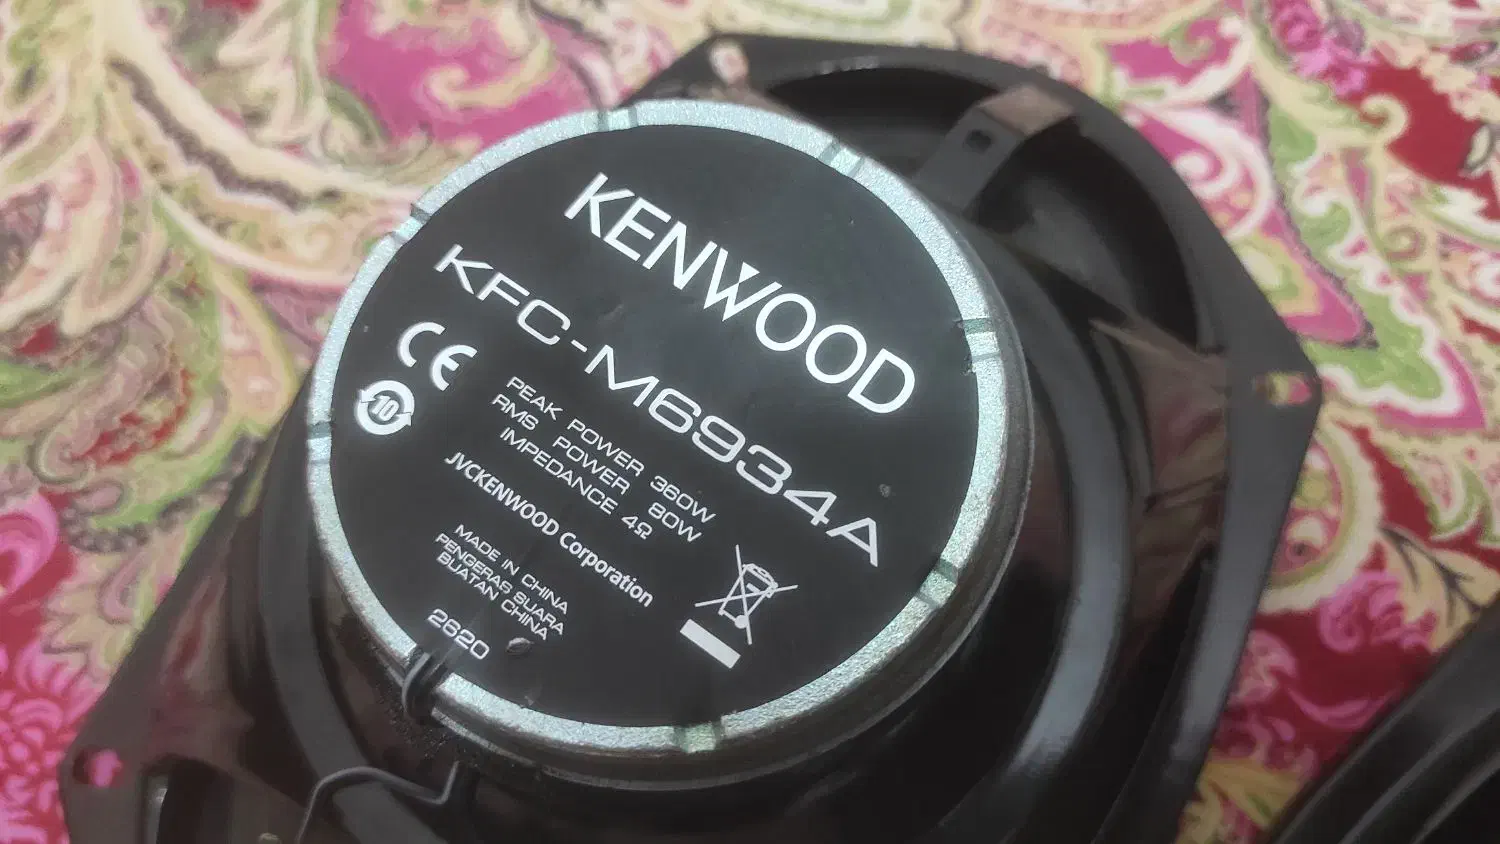 KENWOOD
KFC-M6934A
CE
10
PEAK POWER 360W
RMS POWER 80W
IMPEDANCE 4Ω
JVCKENWOOD Corporation
MADE IN CHINA
PENGERAS SUARA
BUATAN CHINA
2620